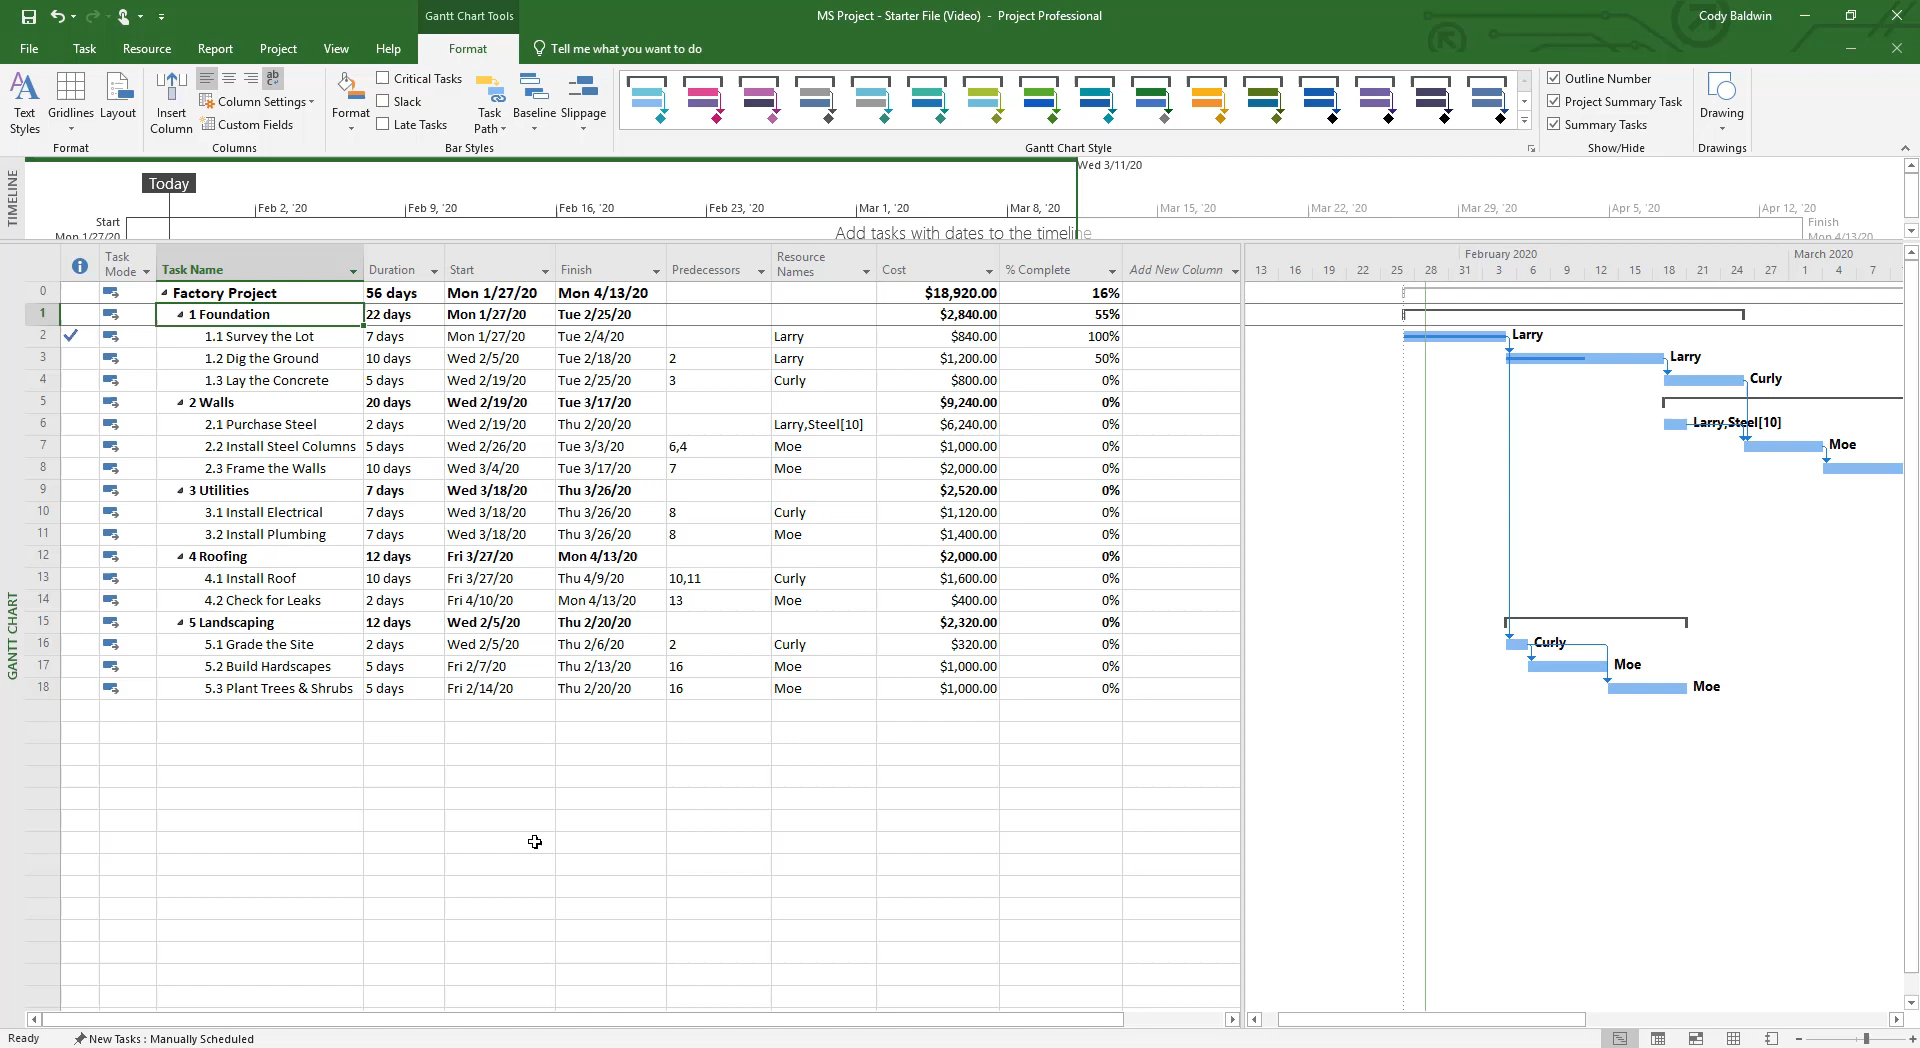 Gantt Chart Tools
MS Project - Starter File (Video) - Project Professional
Cody Baldwin
File Task Resource Report Project View Help Format Tell me what you want to do
Text Styles
Gridlines
Layout
Format
Insert Column
Column Settings
Custom Fields
Columns
Format
Critical Tasks
Slack
Late Tasks
Task Path
Baseline
Slippage
Bar Styles
Gantt Chart Style
Outline Number
Project Summary Task
Summary Tasks
Show/Hide
Drawing
Drawings
TIMELINE
Wed 3/11/20
Today
Feb 2, '20 Feb 9, '20 Feb 16, '20 Feb 23, '20 Mar 1, '20 Mar 8, '20 Mar 15, '20 Mar 22, '20 Mar 29, '20 Apr 5, '20 Apr 12, '20
Start
Mon 1/27/20
Add tasks with dates to the timeline
Finish
Mon 4/13/20
Task Mode Task Name Duration Start Finish Predecessors Resource Names Cost % Complete Add New Column
0 Factory Project 56 days Mon 1/27/20 Mon 4/13/20 $18,920.00 16%
1 1 Foundation 22 days Mon 1/27/20 Tue 2/25/20 $2,840.00 55%
2 1.1 Survey the Lot 7 days Mon 1/27/20 Tue 2/4/20 Larry $840.00 100%
3 1.2 Dig the Ground 10 days Wed 2/5/20 Tue 2/18/20 2 Larry $1,200.00 50%
4 1.3 Lay the Concrete 5 days Wed 2/19/20 Tue 2/25/20 3 Curly $800.00 0%
5 2 Walls 20 days Wed 2/19/20 Tue 3/17/20 $9,240.00 0%
6 2.1 Purchase Steel 2 days Wed 2/19/20 Thu 2/20/20 Larry,Steel[10] $6,240.00 0%
7 2.2 Install Steel Columns 5 days Wed 2/26/20 Tue 3/3/20 6,4 Moe $1,000.00 0%
8 2.3 Frame the Walls 10 days Wed 3/4/20 Tue 3/17/20 7 Moe $2,000.00 0%
9 3 Utilities 7 days Wed 3/18/20 Thu 3/26/20 $2,520.00 0%
10 3.1 Install Electrical 7 days Wed 3/18/20 Thu 3/26/20 8 Curly $1,120.00 0%
11 3.2 Install Plumbing 7 days Wed 3/18/20 Thu 3/26/20 8 Moe $1,400.00 0%
12 4 Roofing 12 days Fri 3/27/20 Mon 4/13/20 $2,000.00 0%
13 4.1 Install Roof 10 days Fri 3/27/20 Thu 4/9/20 10,11 Curly $1,600.00 0%
14 4.2 Check for Leaks 2 days Fri 4/10/20 Mon 4/13/20 13 Moe $400.00 0%
15 5 Landscaping 12 days Wed 2/5/20 Thu 2/20/20 $2,320.00 0%
16 5.1 Grade the Site 2 days Wed 2/5/20 Thu 2/6/20 2 Curly $320.00 0%
17 5.2 Build Hardscapes 5 days Fri 2/7/20 Thu 2/13/20 16 Moe $1,000.00 0%
18 5.3 Plant Trees & Shrubs 5 days Fri 2/14/20 Thu 2/20/20 16 Moe $1,000.00 0%
February 2020 March 2020
13 16 19 22 25 28 31 3 6 9 12 15 18 21 24 27 1 4 7
Larry
Larry
Curly
Larry,Steel[10]
Moe
Curly
Moe
Moe
GANTT CHART
Ready New Tasks : Manually Scheduled